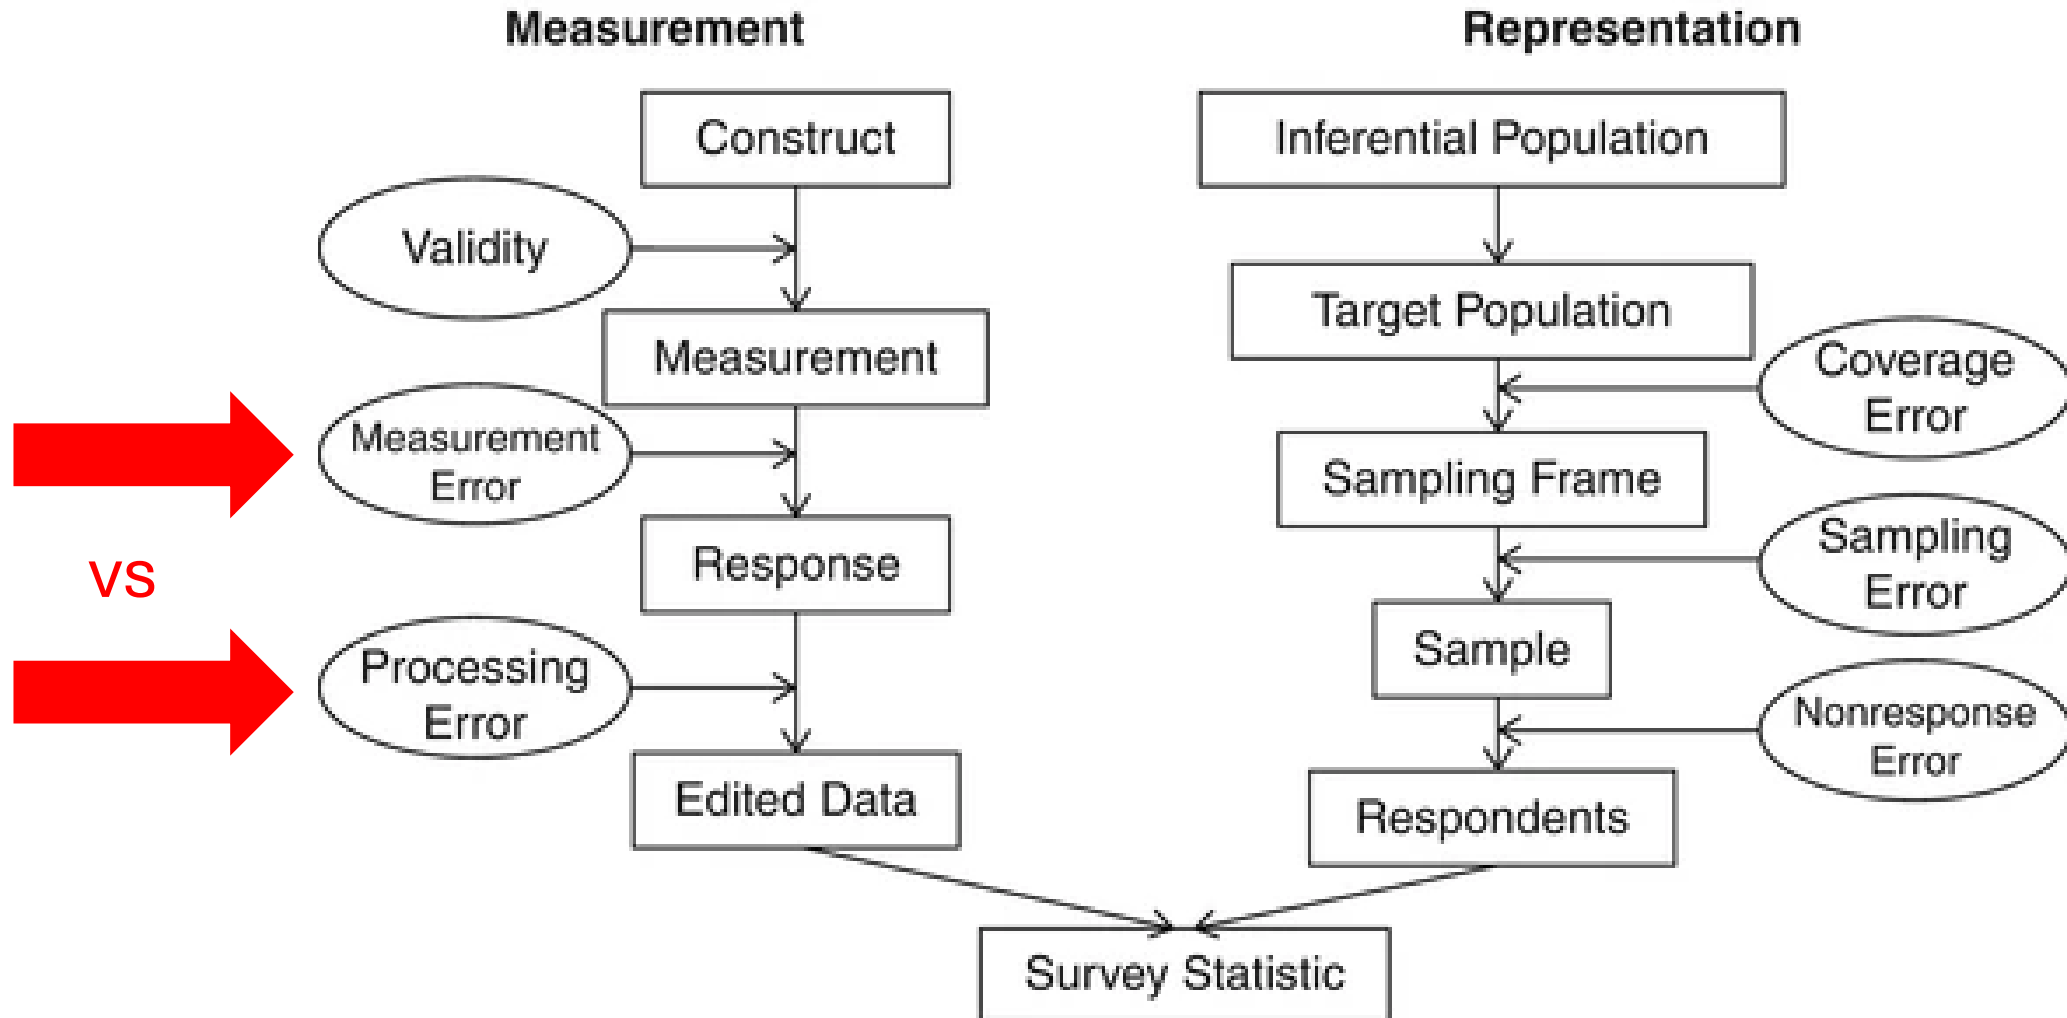 Measurement
Construct
Validity
Measurement
Measurement
Error
vs
Response
Processing
Error
Edited Data
Representation
Inferential Population
Target Population
Coverage
Error
Sampling Frame
Sampling
Error
Sample
Nonresponse
Error
Respondents
Survey Statistic